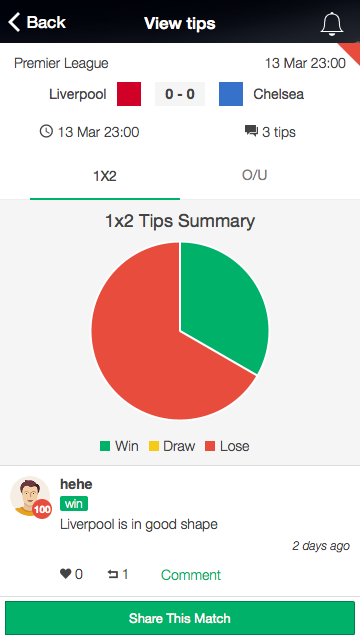 Back View tips
Premier League 13 Mar 23:00
Liverpool 0 - 0 Chelsea
13 Mar 23:00 3 tips
1X2 O/U
1x2 Tips Summary
Win Draw Lose
hehe
100
win
Liverpool is in good shape
2 days ago
0 1 Comment
Share This Match